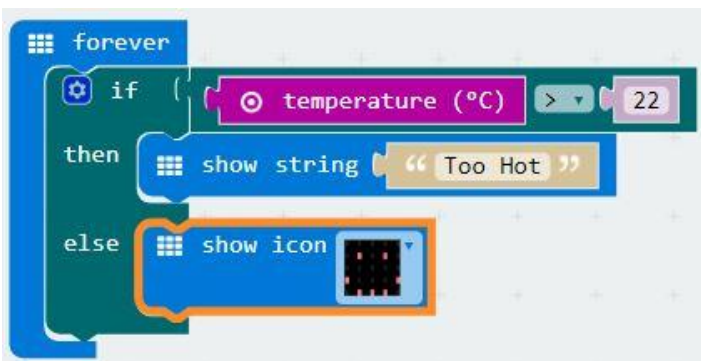 forever
if temperature (°C) > 22
then show string “ Too Hot ”
else show icon